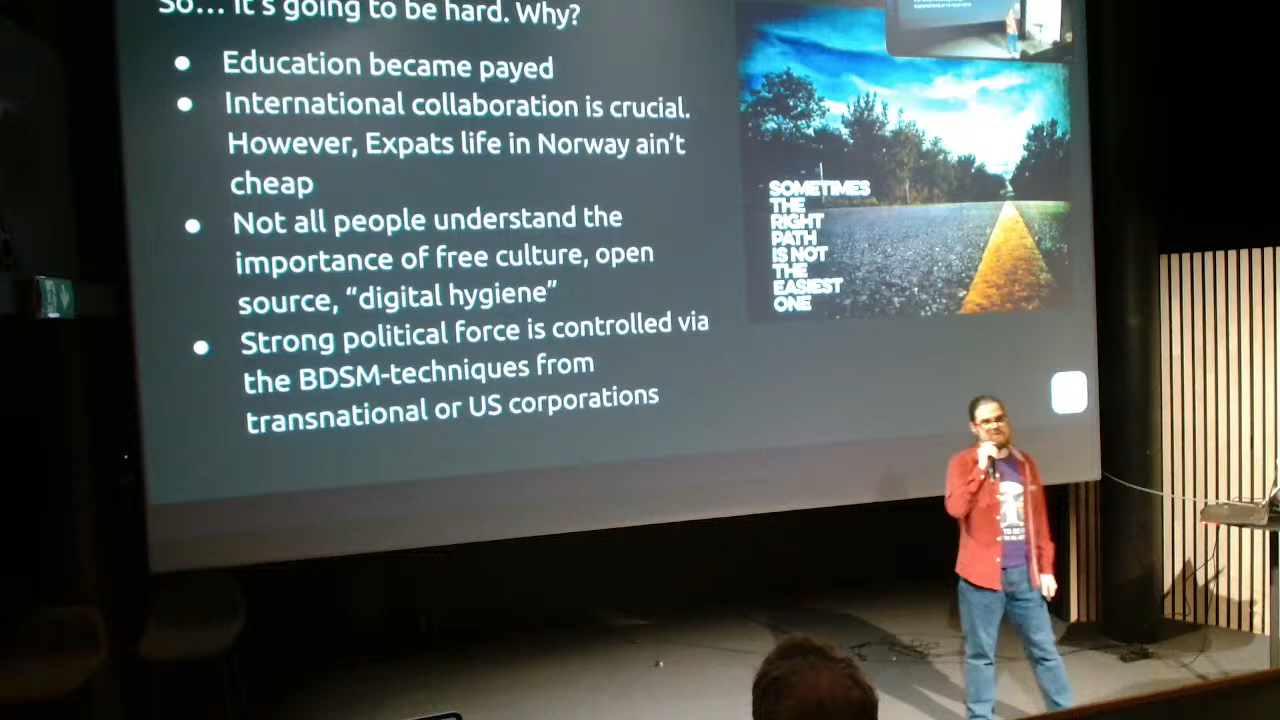 So... it's going to be hard. Why?
Education became payed
International collaboration is crucial.
However, Expats life in Norway ain't
cheap
Not all people understand the
importance of free culture, open
source, “digital hygiene”
Strong political force is controlled via
the BDSM-techniques from
transnational or US corporations
SOMETIMES
THE
RIGHT
PATH
IS NOT
THE
EASIEST
ONE